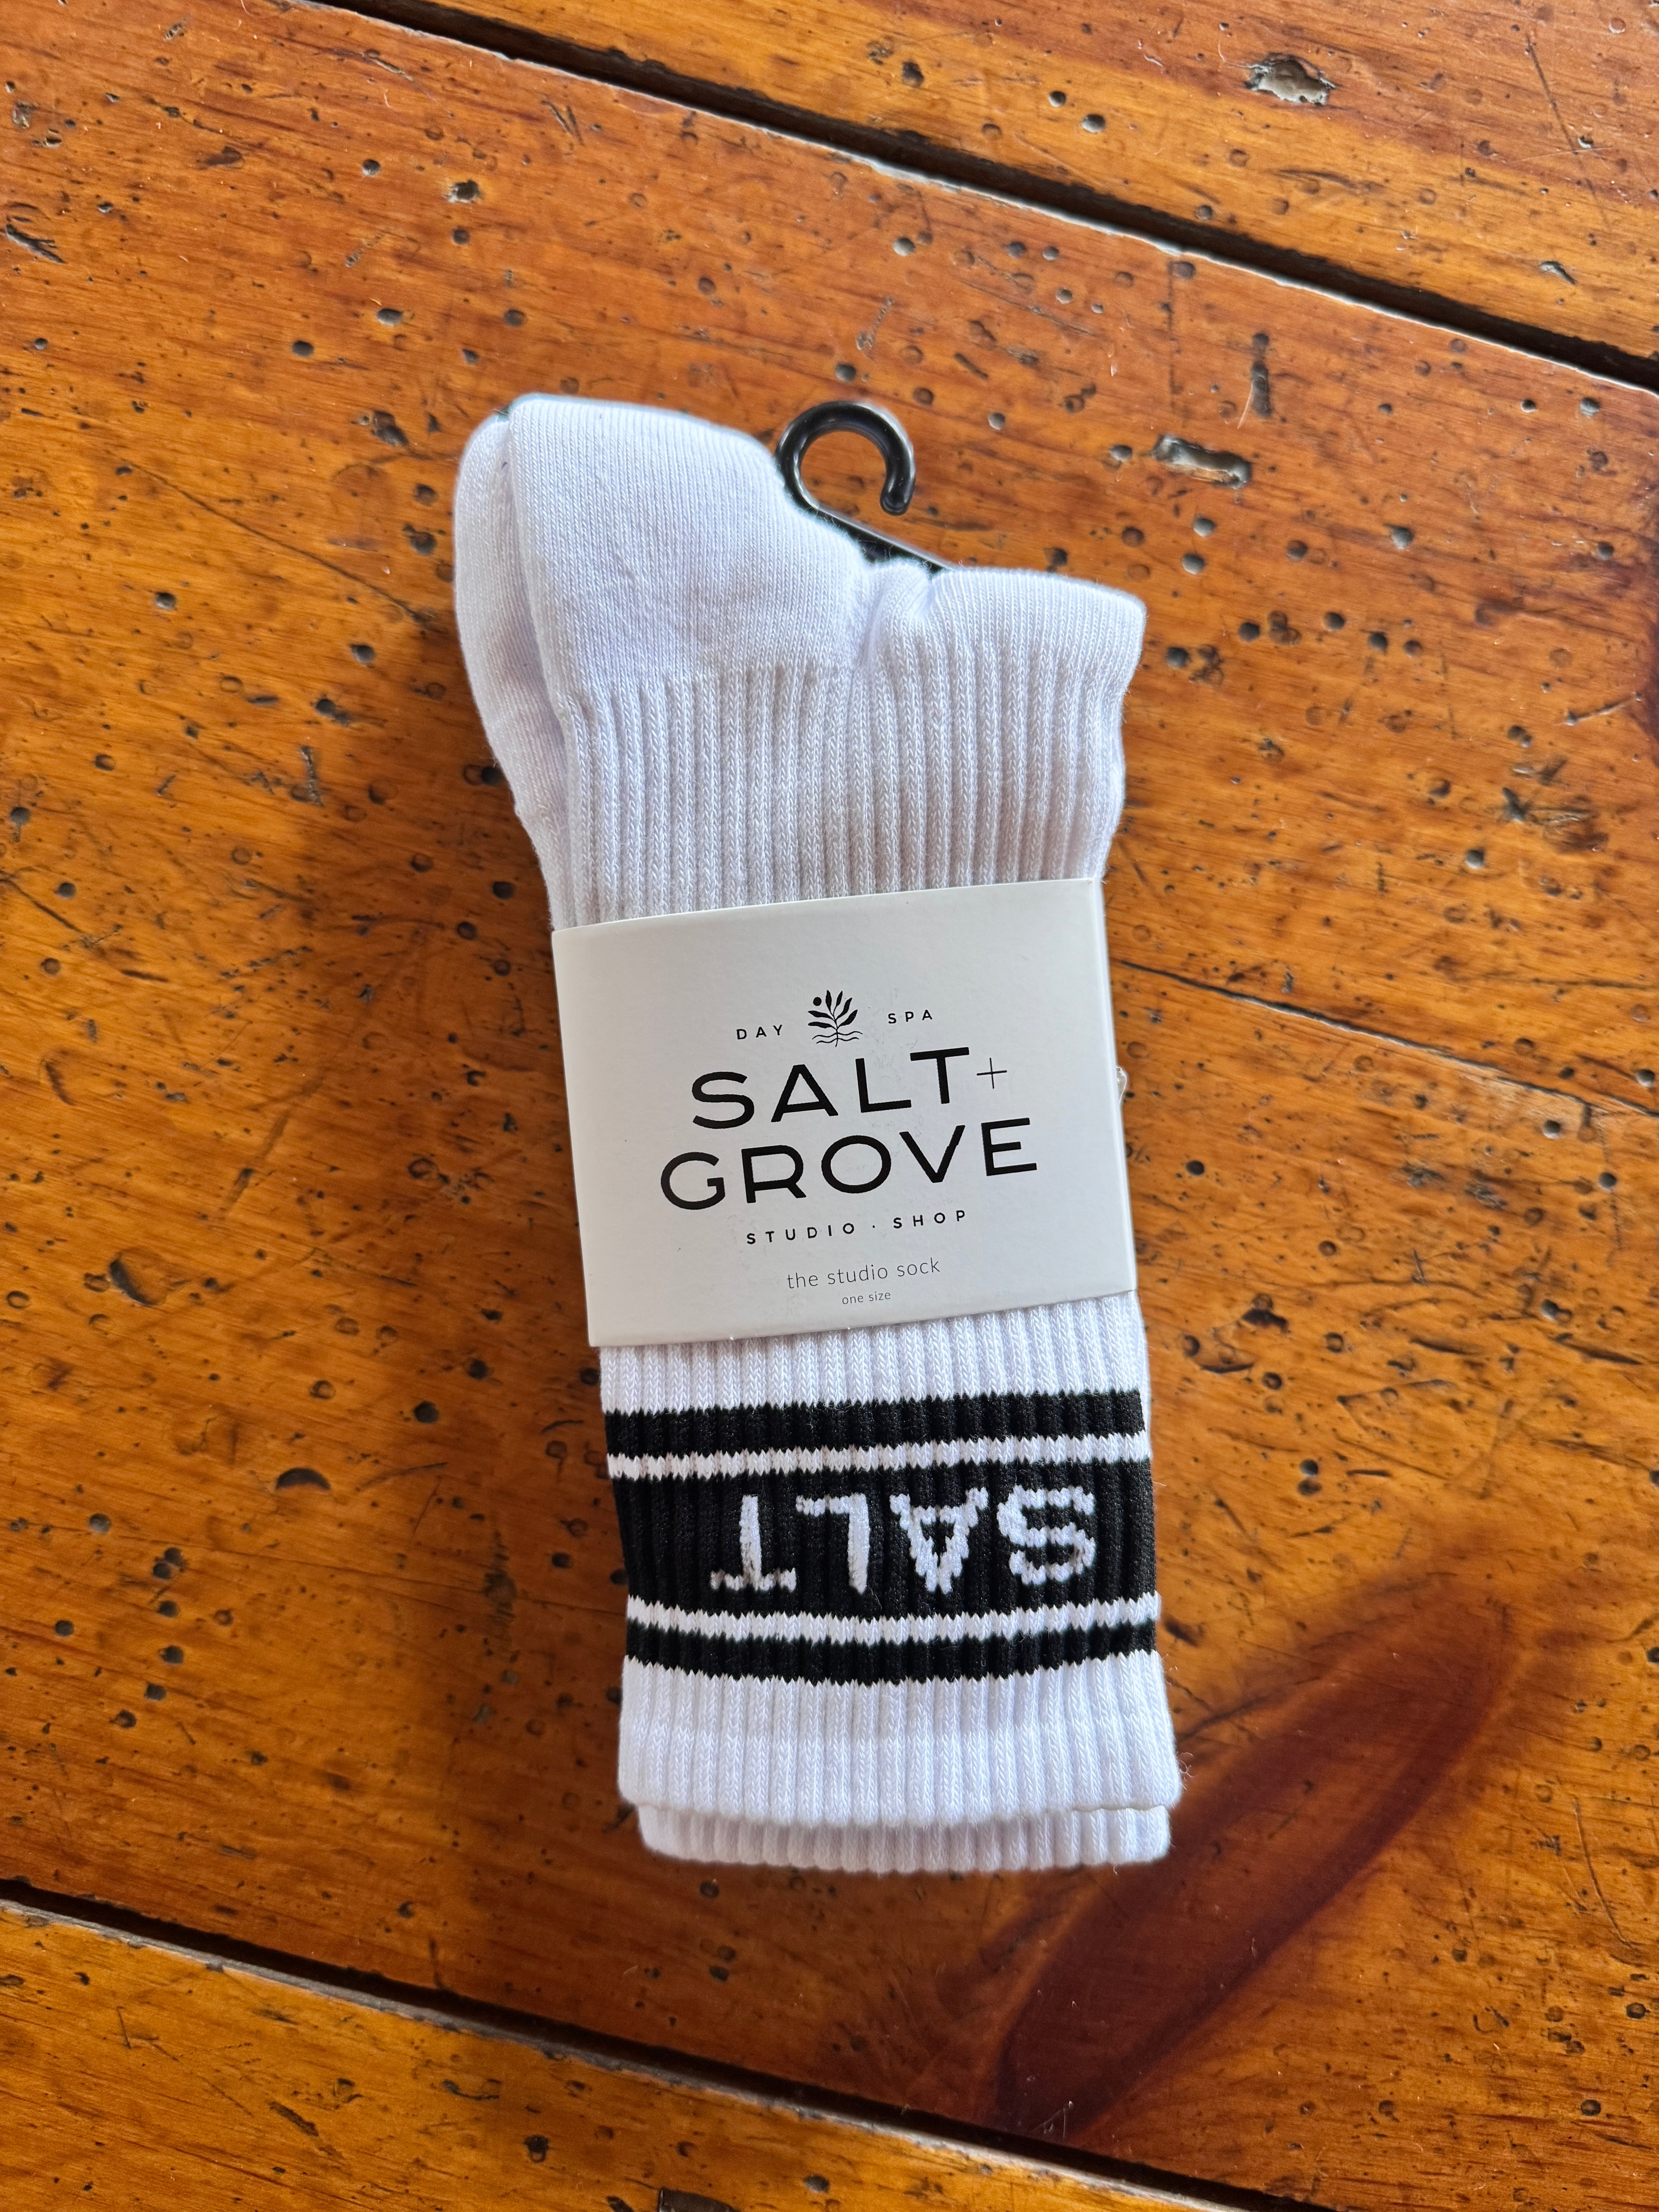 DAY SPA
SALT+
GROVE
STUDIO · SHOP
the studio sock
one size
SALT